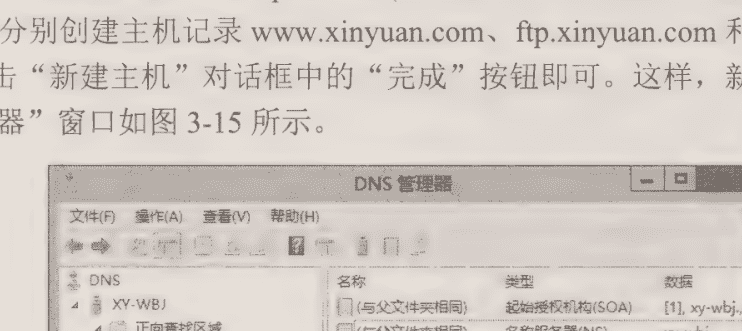 分别创建主机记录 www.xinyuan.com、ftp.xinyuan.com 和
击“新建主机”对话框中的“完成”按钮即可。这样，新
器”窗口如图 3-15 所示。
DNS 管理器
文件(F) 操作(A) 查看(V) 帮助(H)
DNS 名称 类型 数据
XY-WBJ (与父文件夹相同) 起始授权机构(SOA) [1], xy-wbj.
正向查找区域 (与父文件夹相同) 名称服务器(NS)